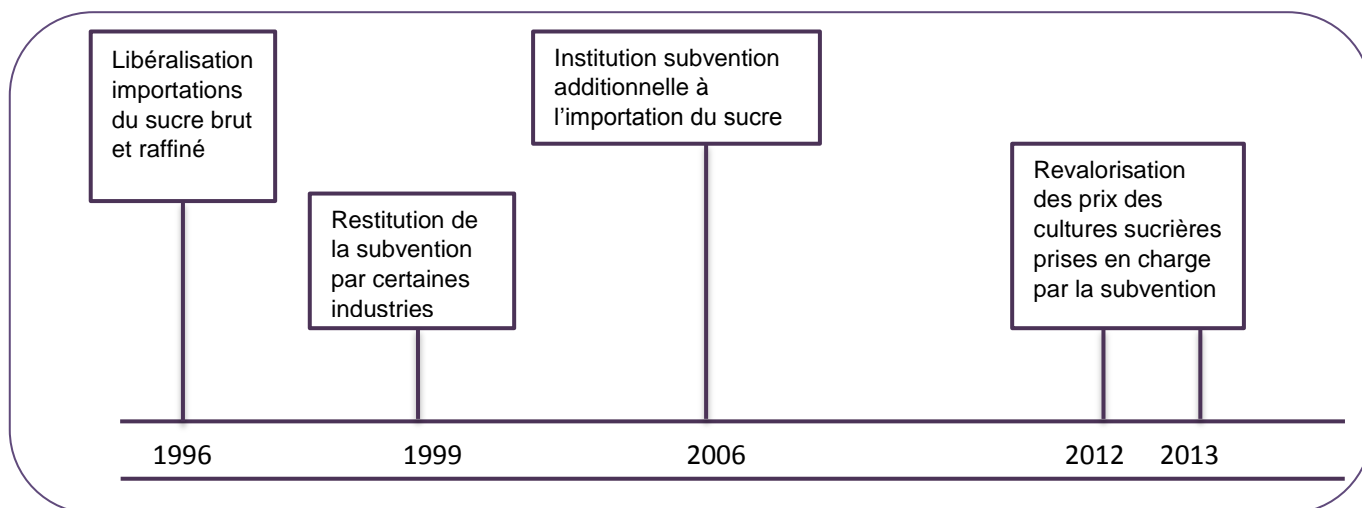 Libéralisation
importations
du sucre brut
et raffiné
Restitution de
la subvention
par certaines
industries
Institution subvention
additionnelle à
l'importation du sucre
Revalorisation
des prix des
cultures sucrières
prises en charge
par la subvention
1996
1999
2006
2012
2013